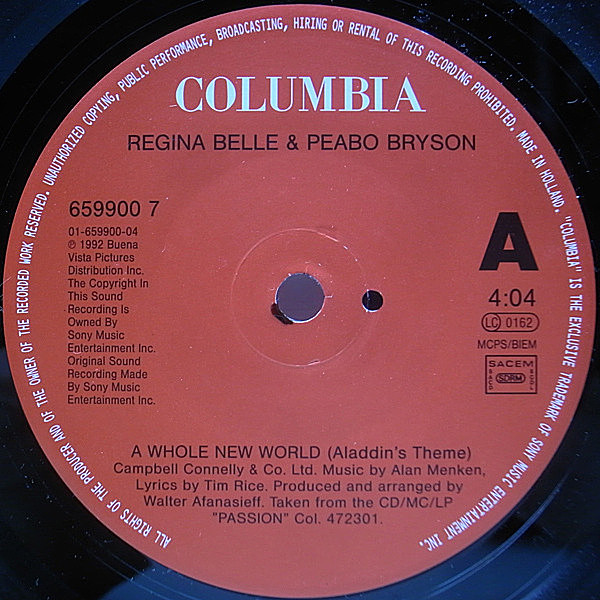 ALL RIGHTS OF THE PRODUCER AND OF THE OWNER OF THE RECORDED WORK RESERVED. UNAUTHORIZED COPYING, PUBLIC PERFORMANCE, BROADCASTING, HIRING OR RENTAL OF THIS RECORDING PROHIBITED. MADE IN HOLLAND. "COLUMBIA" IS THE EXCLUSIVE TRADEMARK OF SONY MUSIC ENTERTAINMENT INC.
COLUMBIA
REGINA BELLE & PEABO BRYSON
659900 7
01-659900-04
℗ 1992 Buena
Vista Pictures
Distribution Inc.
The Copyright In
This Sound
Recording Is
Owned By
Sony Music
Entertainment Inc.
Original Sound
Recording Made
By Sony Music
Entertainment Inc.
A
4:04
LC 0162
MCPS/BIEM
SACEM
SDRM
A WHOLE NEW WORLD (Aladdin's Theme)
Campbell Connelly & Co. Ltd. Music by Alan Menken,
Lyrics by Tim Rice. Produced and arranged by
Walter Afanasieff. Taken from the CD/MC/LP
"PASSION" Col. 472301.